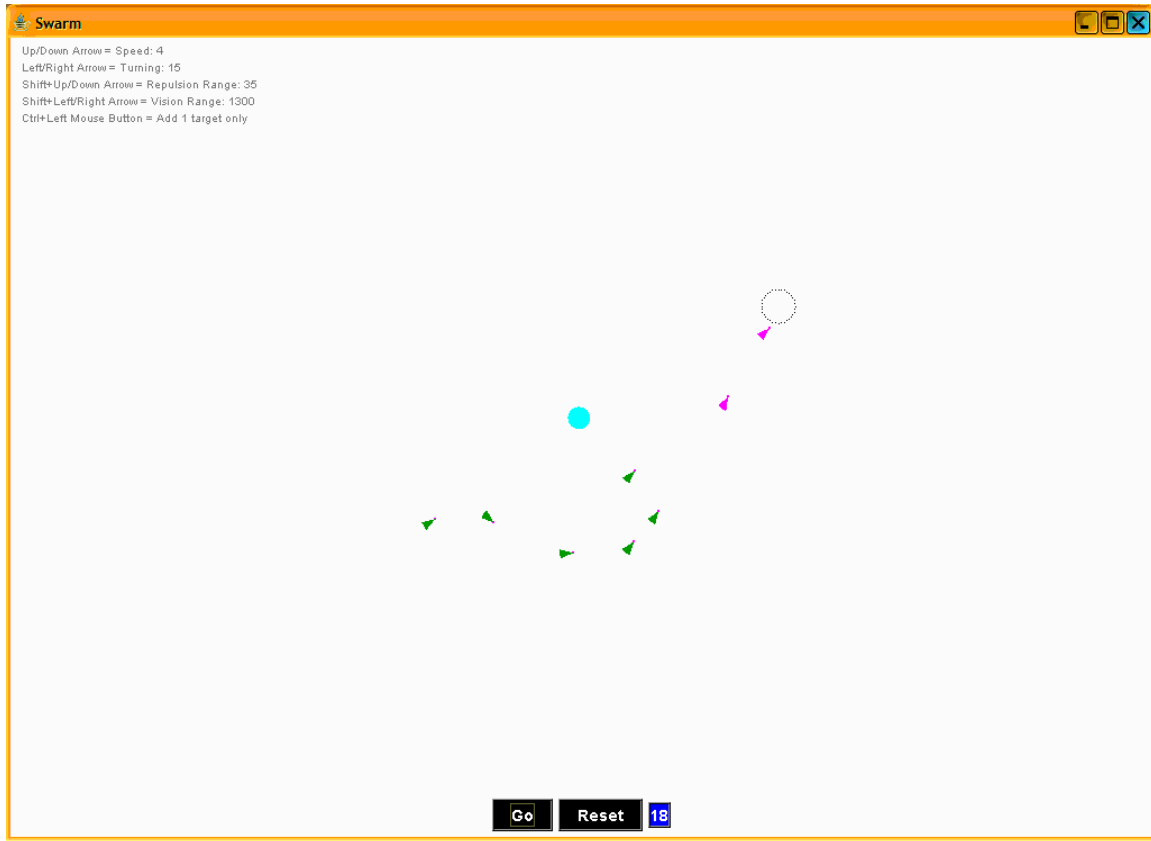 Swarm
Up/Down Arrow = Speed: 4
Left/Right Arrow = Turning: 15
Shift+Up/Down Arrow = Repulsion Range: 35
Shift+Left/Right Arrow = Vision Range: 1300
Ctrl+Left Mouse Button = Add 1 target only
Go Reset 18